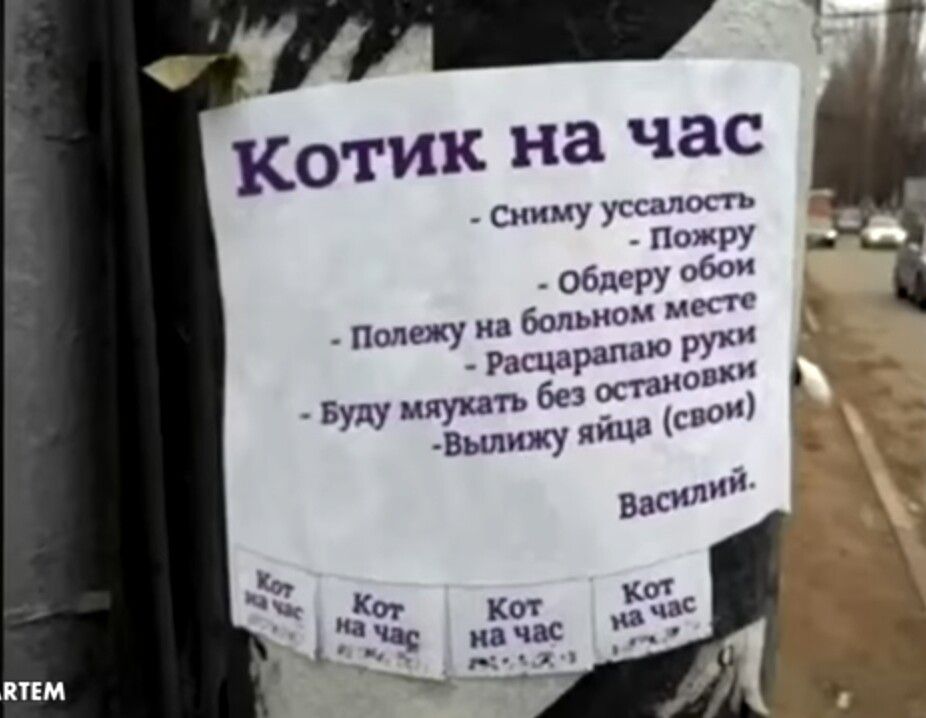 Котик на час
- Сниму уссалость
- Пожру
- Обдеру обои
- Полежу на больном месте
- Расцарапаю руки
- Буду мяукать без остановки
-Вылижу яйца (свои)
Василий.
Кот
на час
Кот
на час
Кот
на час
Кот
на час
ARTEM